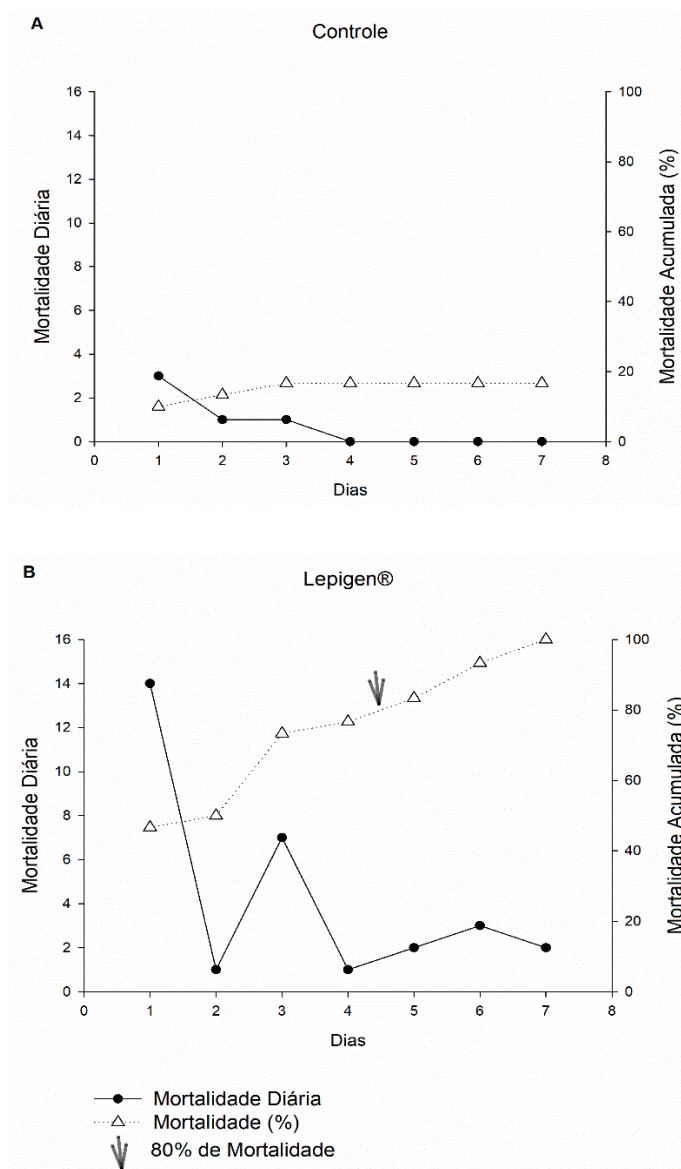 A
Controle
16
14
12
10
8
6
4
2
0
Mortalidade Diária
100
80
60
40
20
0
Mortalidade Acumulada (%)
0 1 2 3 4 5 6 7 8
Dias
B
Lepigen®
16
14
12
10
8
6
4
2
0
Mortalidade Diária
100
80
60
40
20
0
Mortalidade Acumulada (%)
0 1 2 3 4 5 6 7 8
Dias
Mortalidade Diária
Mortalidade (%)
80% de Mortalidade